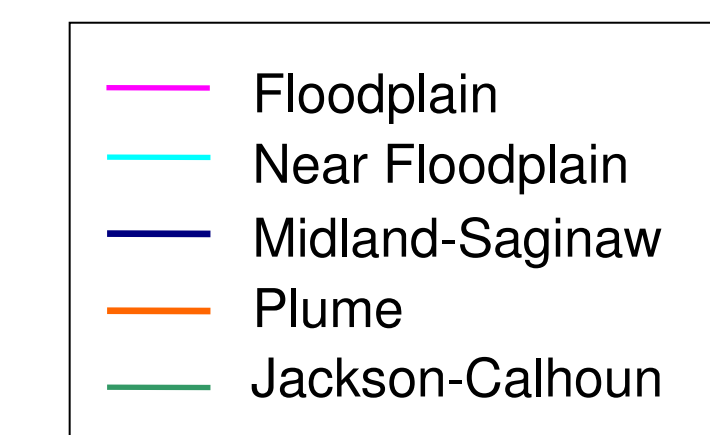 Floodplain
Near Floodplain
Midland-Saginaw
Plume
Jackson-Calhoun